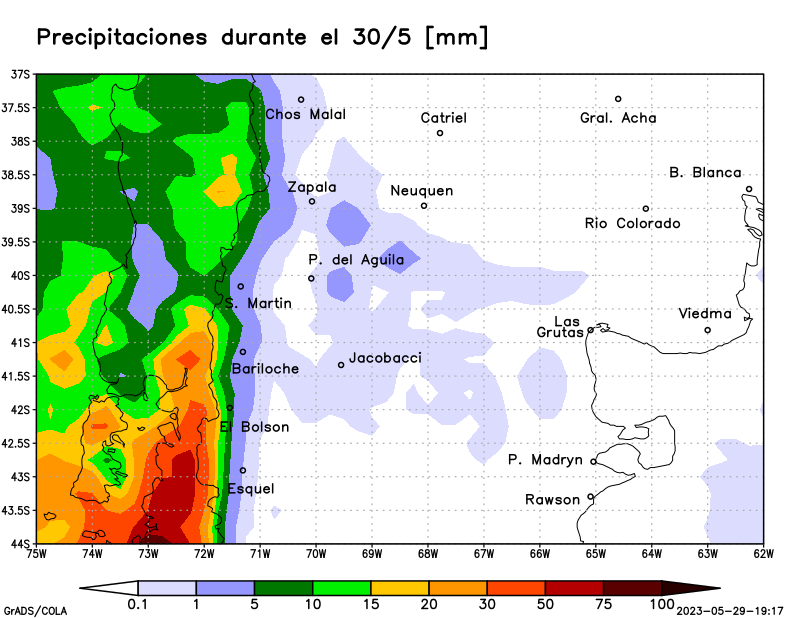 Precipitaciones durante el 30/5 [mm]
37S
37.5S
38S
38.5S
39S
39.5S
40S
40.5S
41S
41.5S
42S
42.5S
43S
43.5S
44S
Chos Malal
Catriel
Gral. Acha
B. Blanca
Zapala
Neuquen
Rio Colorado
P. del Aguila
S. Martin
Las
Grutas
Viedma
Bariloche
Jacobacci
El Bolson
P. Madryn
Esquel
Rawson
75W 74W 73W 72W 71W 70W 69W 68W 67W 66W 65W 64W 63W 62W
0.1 1 5 10 15 20 30 50 75 100
GrADS/COLA
2023-05-29-19:17